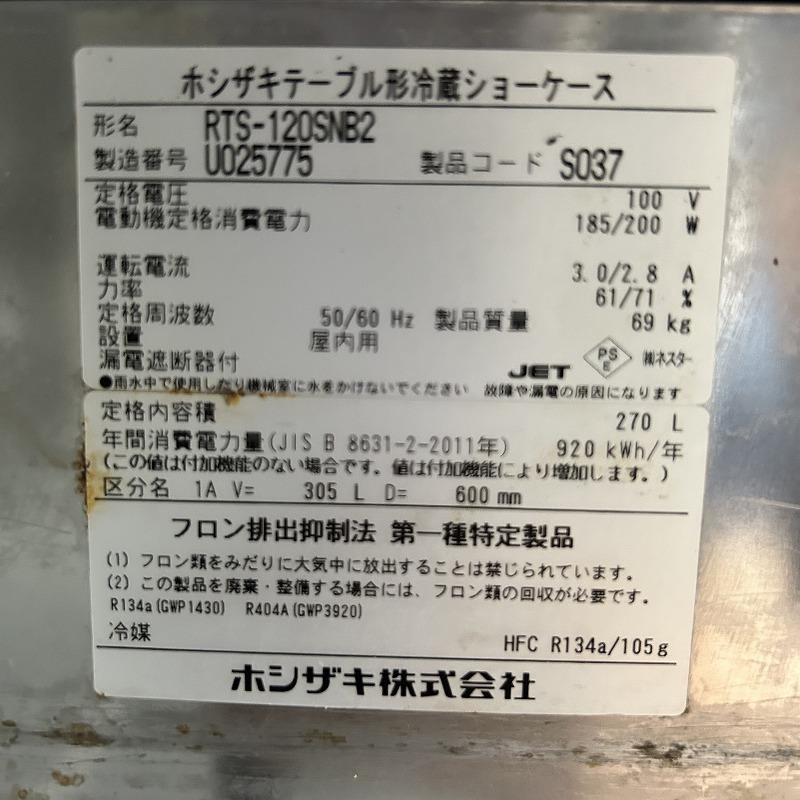 ホシザキテーブル形冷蔵ショーケース
形名 RTS-120SNB2
製造番号 U025775 製品コード S037
定格電圧 100 V
電動機定格消費電力 185/200 W
運転電流 3.0/2.8 A
力率 61/71 %
定格周波数 50/60 Hz 製品質量 69 kg
設置 屋内用
漏電遮断器付 JET PSE ㈱ネスター
●雨水中で使用したり機械室に水をかけないでください 故障や漏電の原因になります
定格内容積 270 L
年間消費電力量(JIS B 8631-2-2011年) 920 kWh/年
(この値は付加機能のない場合です。値は付加機能により増加します。)
区分名 1A V= 305 L D= 600 mm
フロン排出抑制法 第一種特定製品
(1) フロン類をみだりに大気中に放出することは禁じられています。
(2) この製品を廃棄・整備する場合には、フロン類の回収が必要です。
R134a(GWP1430) R404A(GWP3920)
冷媒 HFC R134a/105g
ホシザキ株式会社